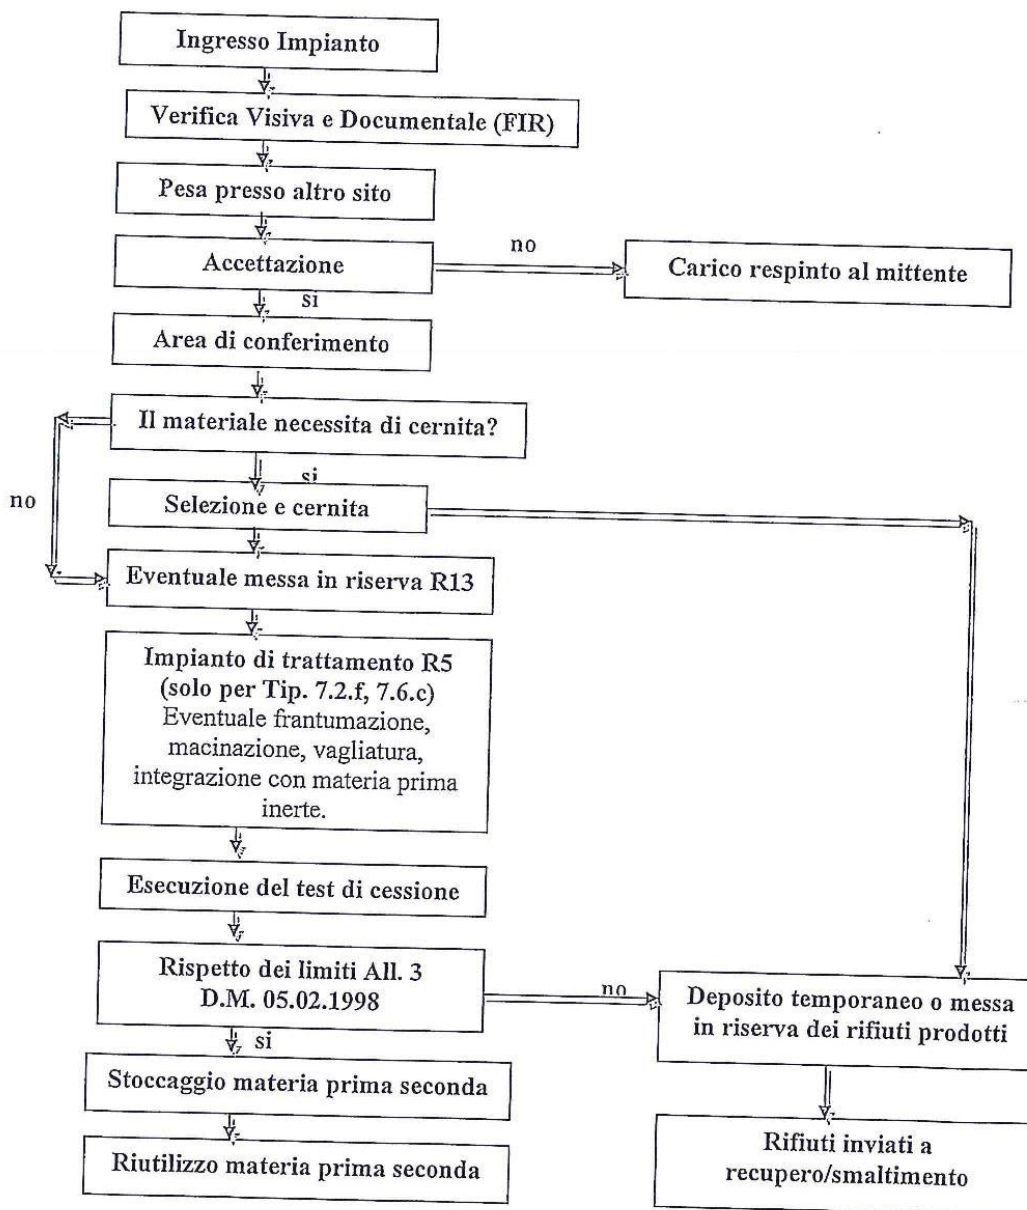 Ingresso Impianto
Verifica Visiva e Documentale (FIR)
Pesa presso altro sito
Accettazione
no
Carico respinto al mittente
si
Area di conferimento
Il materiale necessita di cernita?
no
si
Selezione e cernita
Eventuale messa in riserva R13
Impianto di trattamento R5
(solo per Tip. 7.2.f, 7.6.c)
Eventuale frantumazione,
macinazione, vagliatura,
integrazione con materia prima
inerte.
Esecuzione del test di cessione
Rispetto dei limiti All. 3
D.M. 05.02.1998
no
Deposito temporaneo o messa
in riserva dei rifiuti prodotti
si
Stoccaggio materia prima seconda
Riutilizzo materia prima seconda
Rifiuti inviati a
recupero/smaltimento